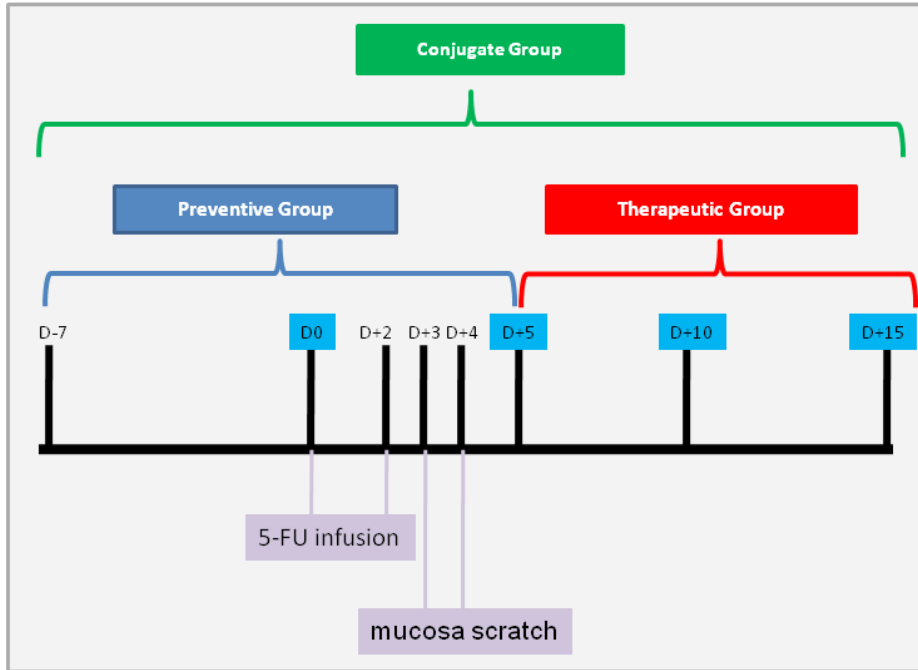 Conjugate Group
Preventive Group
Therapeutic Group
D-7
D0
D+2
D+3
D+4
D+5
D+10
D+15
5-FU infusion
mucosa scratch